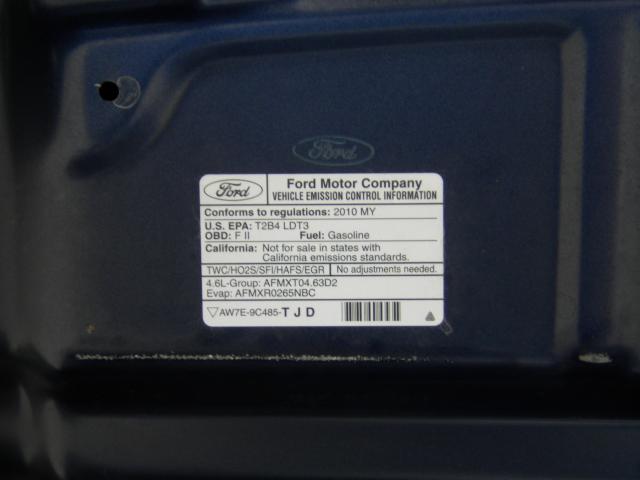 Ford
Ford
Ford Motor Company
VEHICLE EMISSION CONTROL INFORMATION
Conforms to regulations: 2010 MY
U.S. EPA: T2B4 LDT3
OBD: F II Fuel: Gasoline
California: Not for sale in states with
California emissions standards.
TWC/HO2S/SFI/HAFS/EGR No adjustments needed.
4.6L-Group: AFMXT04.63D2
Evap: AFMXR0265NBC
AW7E-9C485-T J D